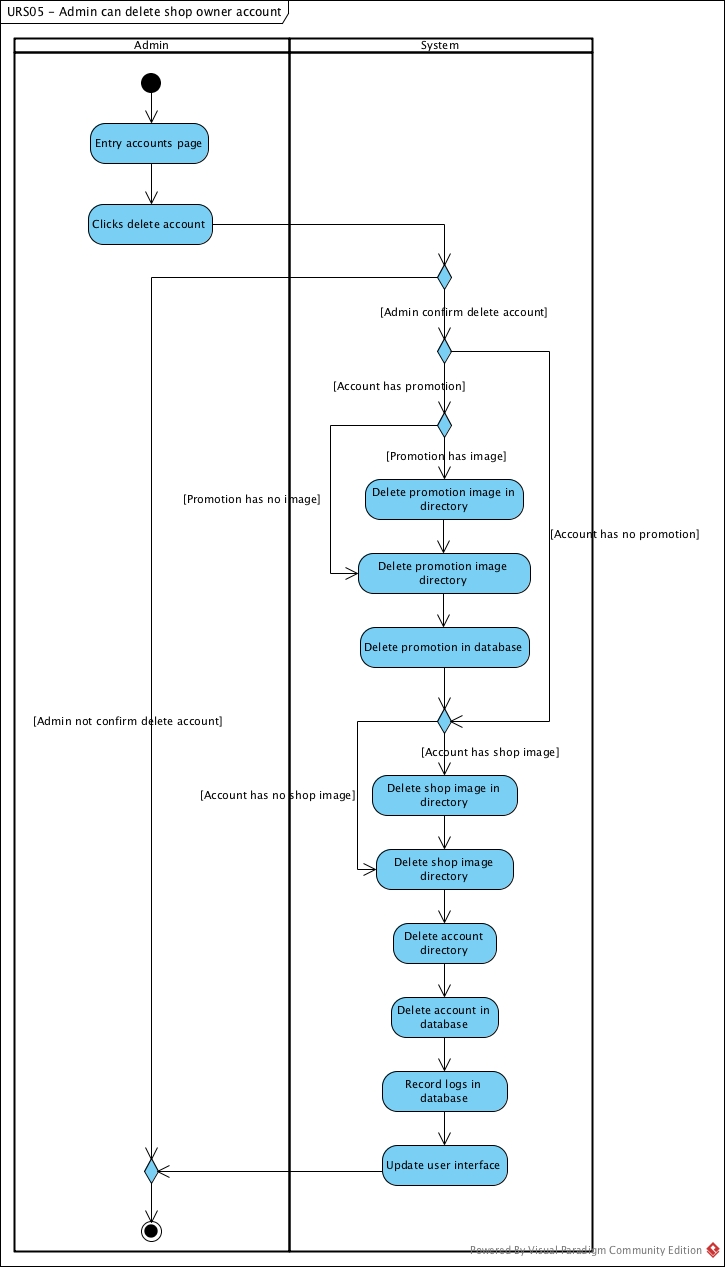 URS05 - Admin can delete shop owner account
Admin
System
Entry accounts page
Clicks delete account
[Admin confirm delete account]
[Account has promotion]
[Promotion has image]
Delete promotion image in
directory
[Promotion has no image]
[Account has no promotion]
Delete promotion image
directory
Delete promotion in database
[Admin not confirm delete account]
[Account has shop image]
Delete shop image in
directory
[Account has no shop image]
Delete shop image
directory
Delete account
directory
Delete account in
database
Record logs in
database
Update user interface
Powered By Visual Paradigm Community Edition